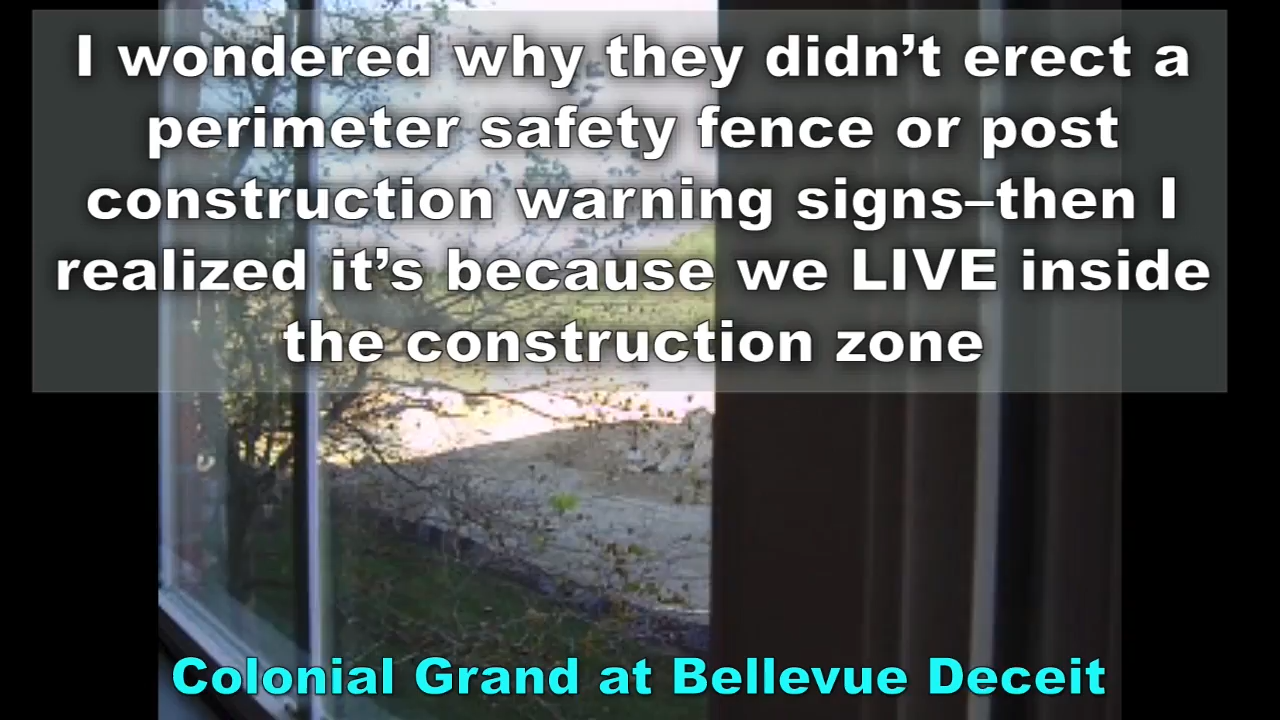 I wondered why they didn’t erect a
perimeter safety fence or post
construction warning signs–then I
realized it’s because we LIVE inside
the construction zone
Colonial Grand at Bellevue Deceit